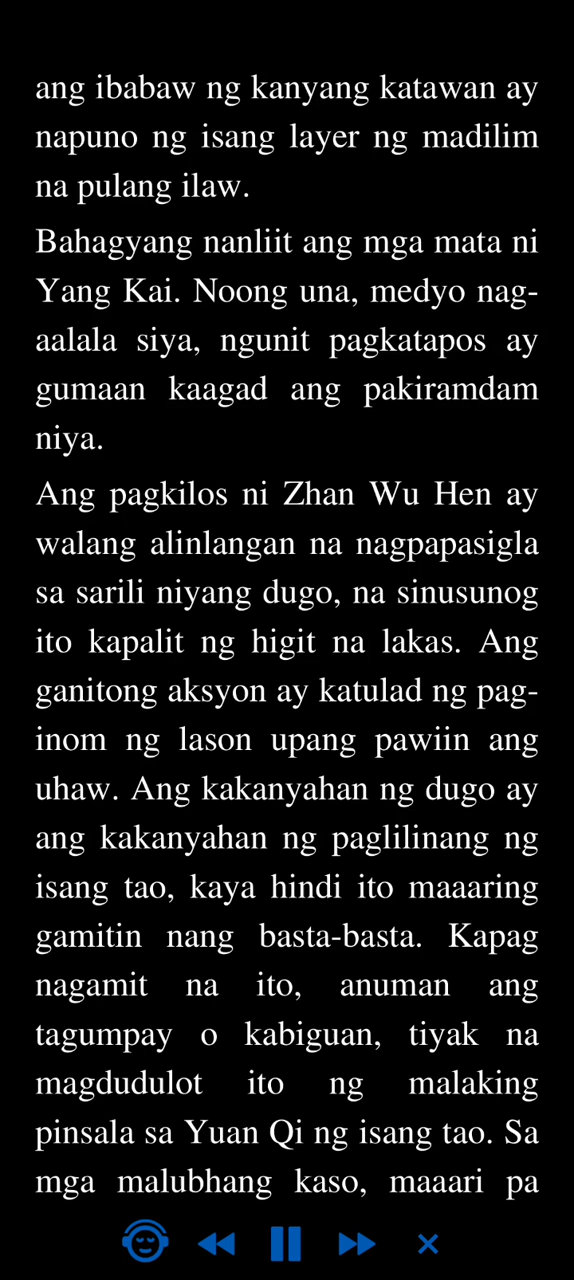 ang ibabaw ng kanyang katawan ay
napuno ng isang layer ng madilim
na pulang ilaw.
Bahagyang nanliit ang mga mata ni
Yang Kai. Noong una, medyo nag-
aalala siya, ngunit pagkatapos ay
gumaan kaagad ang pakiramdam
niya.
Ang pagkilos ni Zhan Wu Hen ay
walang alinlangan na nagpapasigla
sa sarili niyang dugo, na sinusunog
ito kapalit ng higit na lakas. Ang
ganitong aksyon ay katulad ng pag-
inom ng lason upang pawiin ang
uhaw. Ang kakanyahan ng dugo ay
ang kakanyahan ng paglilinang ng
isang tao, kaya hindi ito maaaring
gamitin nang basta-basta. Kapag
nagamit na ito, anuman ang
tagumpay o kabiguan, tiyak na
magdudulot ito ng malaking
pinsala sa Yuan Qi ng isang tao. Sa
mga malubhang kaso, maaari pa